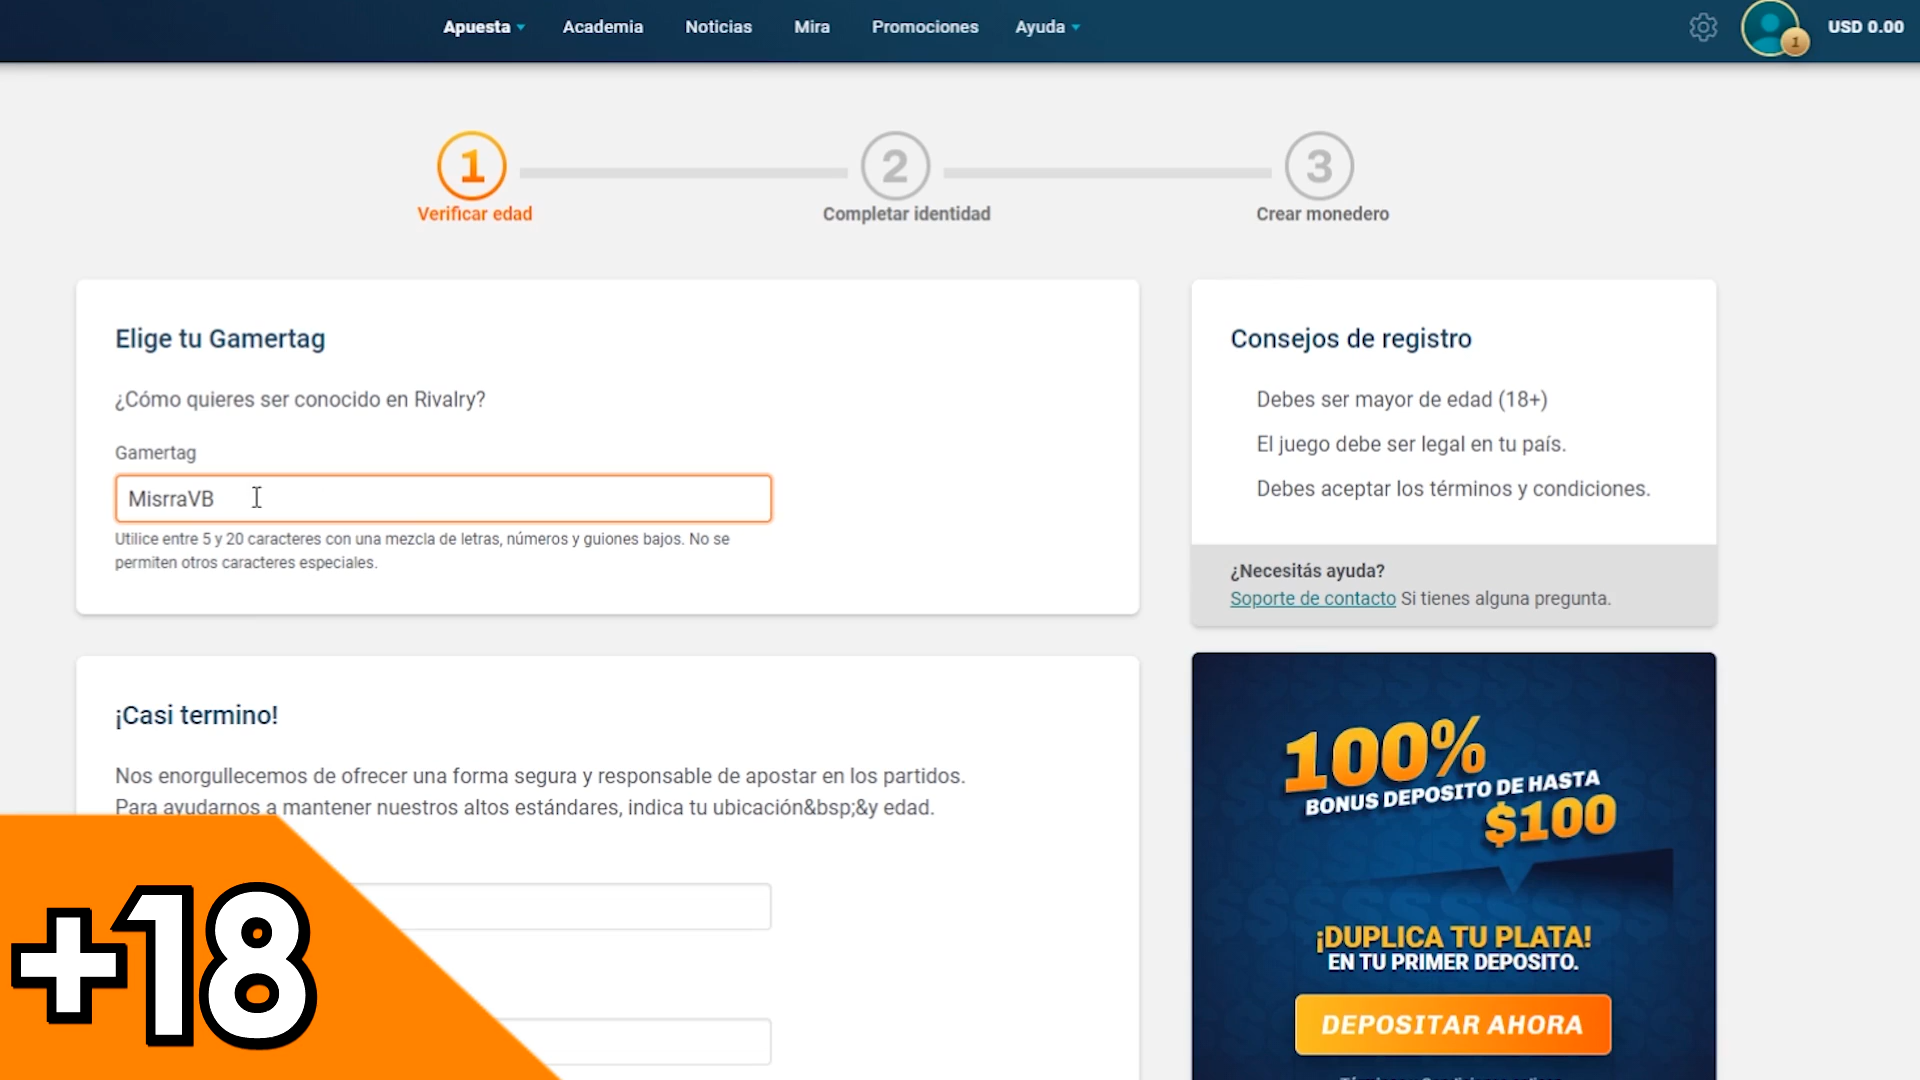 Apuesta
Academia
Noticias
Mira
Promociones
Ayuda
1
USD 0.00
1
Verificar edad
2
Completar identidad
3
Crear monedero
Elige tu Gamertag
¿Cómo quieres ser conocido en Rivalry?
Gamertag
MisrraVB
Utilice entre 5 y 20 caracteres con una mezcla de letras, números y guiones bajos. No se
permiten otros caracteres especiales.
Consejos de registro
Debes ser mayor de edad (18+)
El juego debe ser legal en tu país.
Debes aceptar los términos y condiciones.
¿Necesitás ayuda?
Soporte de contacto Si tienes alguna pregunta.
¡Casi termino!
Nos enorgullecemos de ofrecer una forma segura y responsable de apostar en los partidos.
Para ayudarnos a mantener nuestros altos estándares, indica tu ubicación&bsp;&y edad.
100%
BONUS DEPOSITO DE HASTA
$100
¡DUPLICA TU PLATA!
EN TU PRIMER DEPOSITO.
DEPOSITAR AHORA
+18